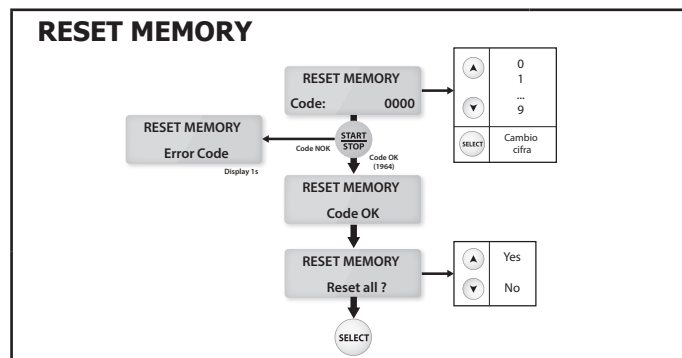 RESET MEMORY
RESET MEMORY
Code: 0000
0
1
...
9
SELECT
Cambio
cifra
START
STOP
Code NOK
RESET MEMORY
Error Code
Display 1s
Code OK
(1964)
RESET MEMORY
Code OK
RESET MEMORY
Reset all ?
Yes
No
SELECT